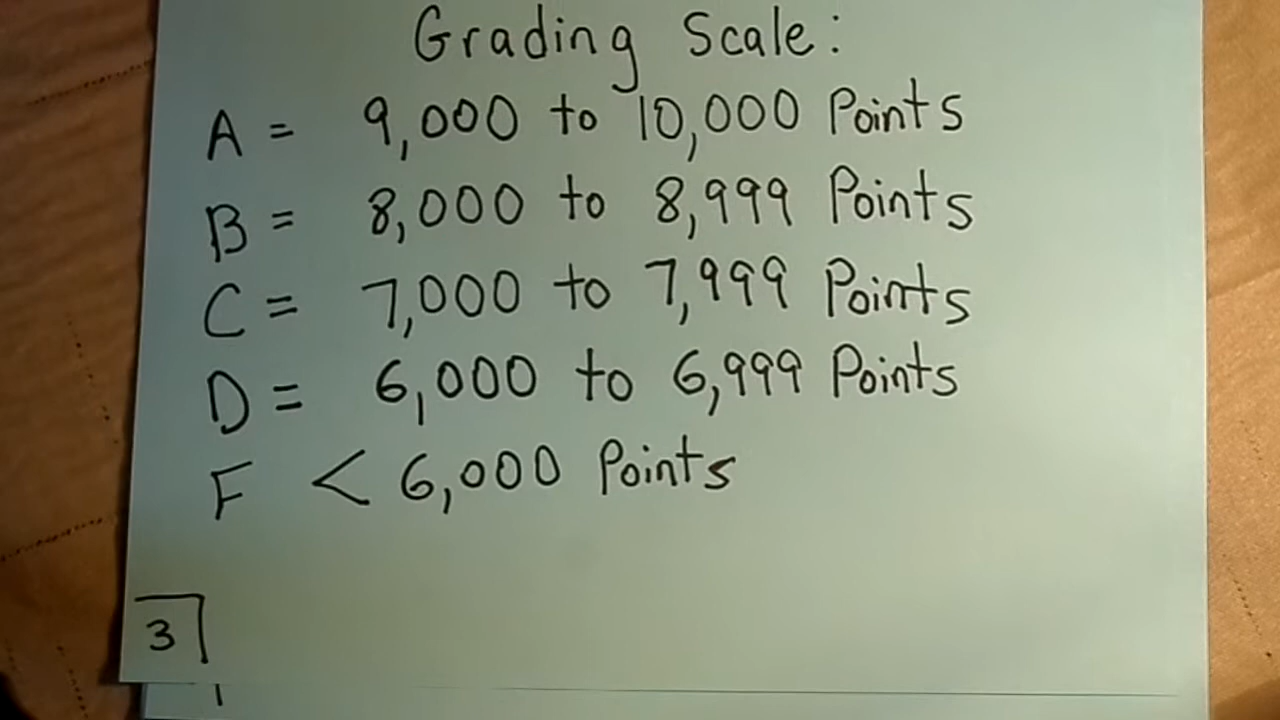 Grading Scale:
A = 9,000 to 10,000 Points
B = 8,000 to 8,999 Points
C = 7,000 to 7,999 Points
D = 6,000 to 6,999 Points
F < 6,000 Points
3